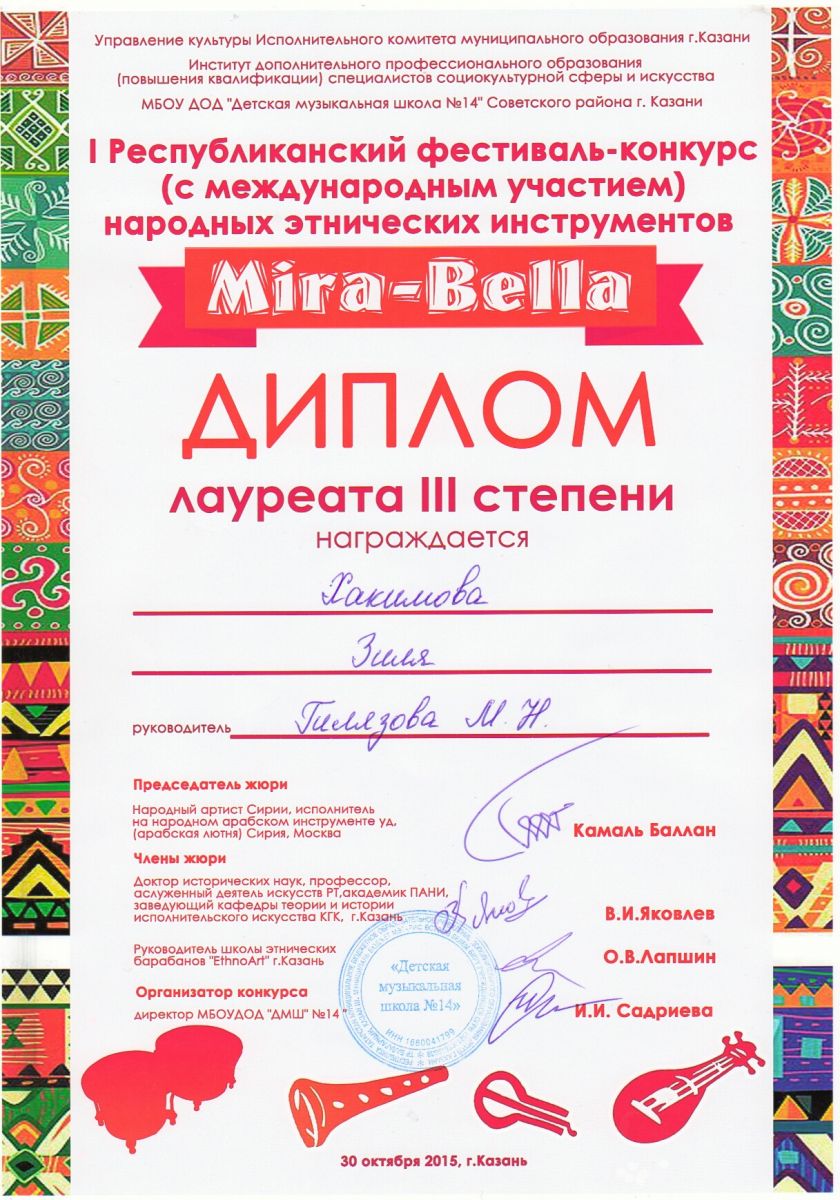 Управление культуры Исполнительного комитета муниципального образования г.Казани
Институт дополнительного профессионального образования
(повышения квалификации) специалистов социокультурной сферы и искусства
МБОУ ДОД "Детская музыкальная школа №14" Советского района г. Казани
I Республиканский фестиваль-конкурс
(с международным участием)
народных этнических инструментов
Mira-Bella
ДИПЛОМ
лауреата III степени
награждается
Хакимова
Зиля
руководитель Гилязова М. Н.
Председатель жюри
Народный артист Сирии, исполнитель
на народном арабском инструменте уд,
(арабская лютня) Сирия, Москва
Камаль Баллан
Члены жюри
Доктор исторических наук, профессор,
аслуженный деятель искусств РТ,академик ПАНИ,
заведующий кафедры теории и истории
исполнительского искусства КГК, г.Казань
В.И.Яковлев
Руководитель школы этнических
барабанов "EthnoArt" г.Казань
О.В.Лапшин
Организатор конкурса
директор МБОУДОД "ДМШ" №14 "
И.И. Садриева
«Детская
музыкальная
школа №14»
ИНН 1660041799
30 октября 2015, г.Казань